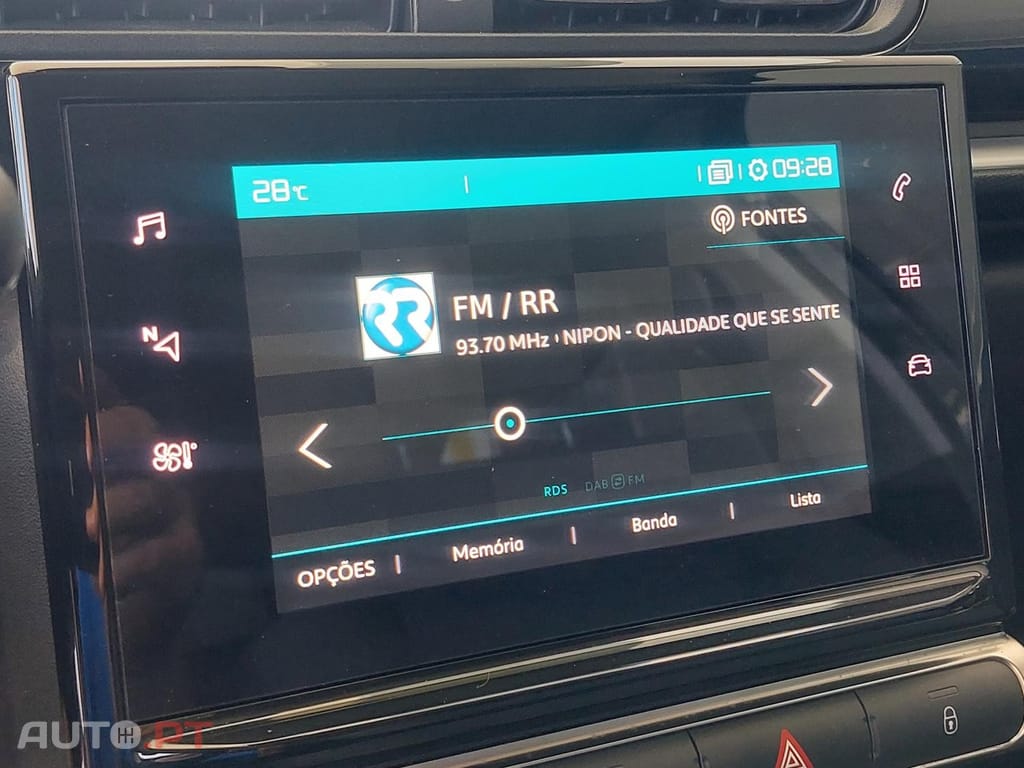 28°C
09:28
FONTES
N
RR
FM / RR
93.70 MHz NIPON - QUALIDADE QUE SE SENTE
RDS DAB FM
OPÇÕES | Memória | Banda | Lista
AUTO PT